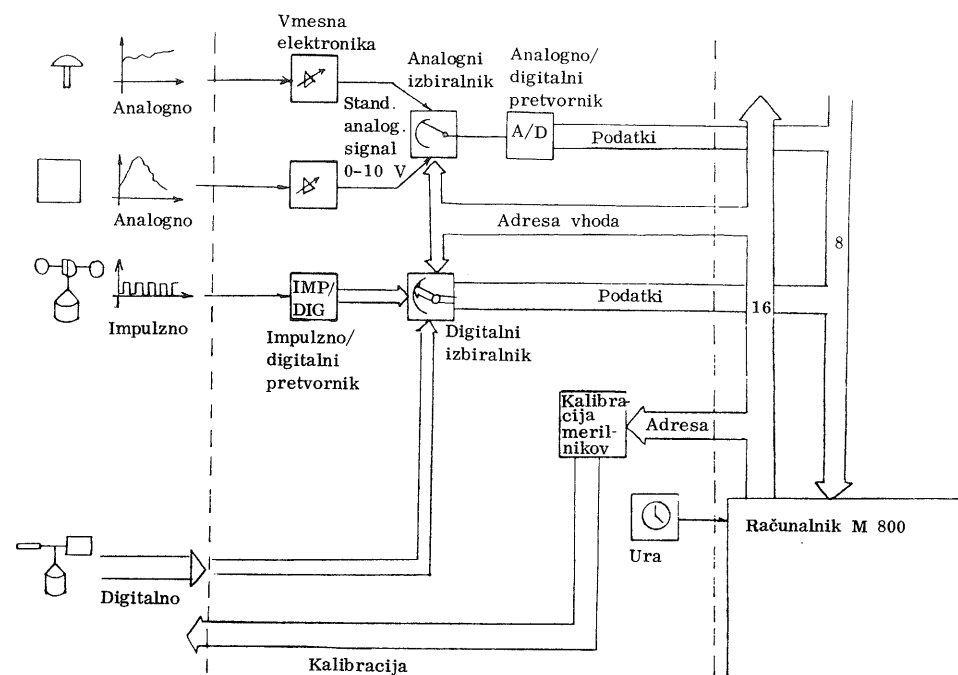 Vmesna
elektronika
Analogno
Stand.
analog.
signal
0-10 V
Analogni
izbiralnik
Analogno/
digitalni
pretvornik
A/D
Podatki
Analogno
Adresa vhoda
8
Impulzno
IMP/
DIG
Impulzno/
digitalni
pretvornik
Digitalni
izbiralnik
Podatki
16
Kalibra-
cija
meril-
nikov
Adresa
Ura
Računalnik M 800
Digitalno
Kalibracija